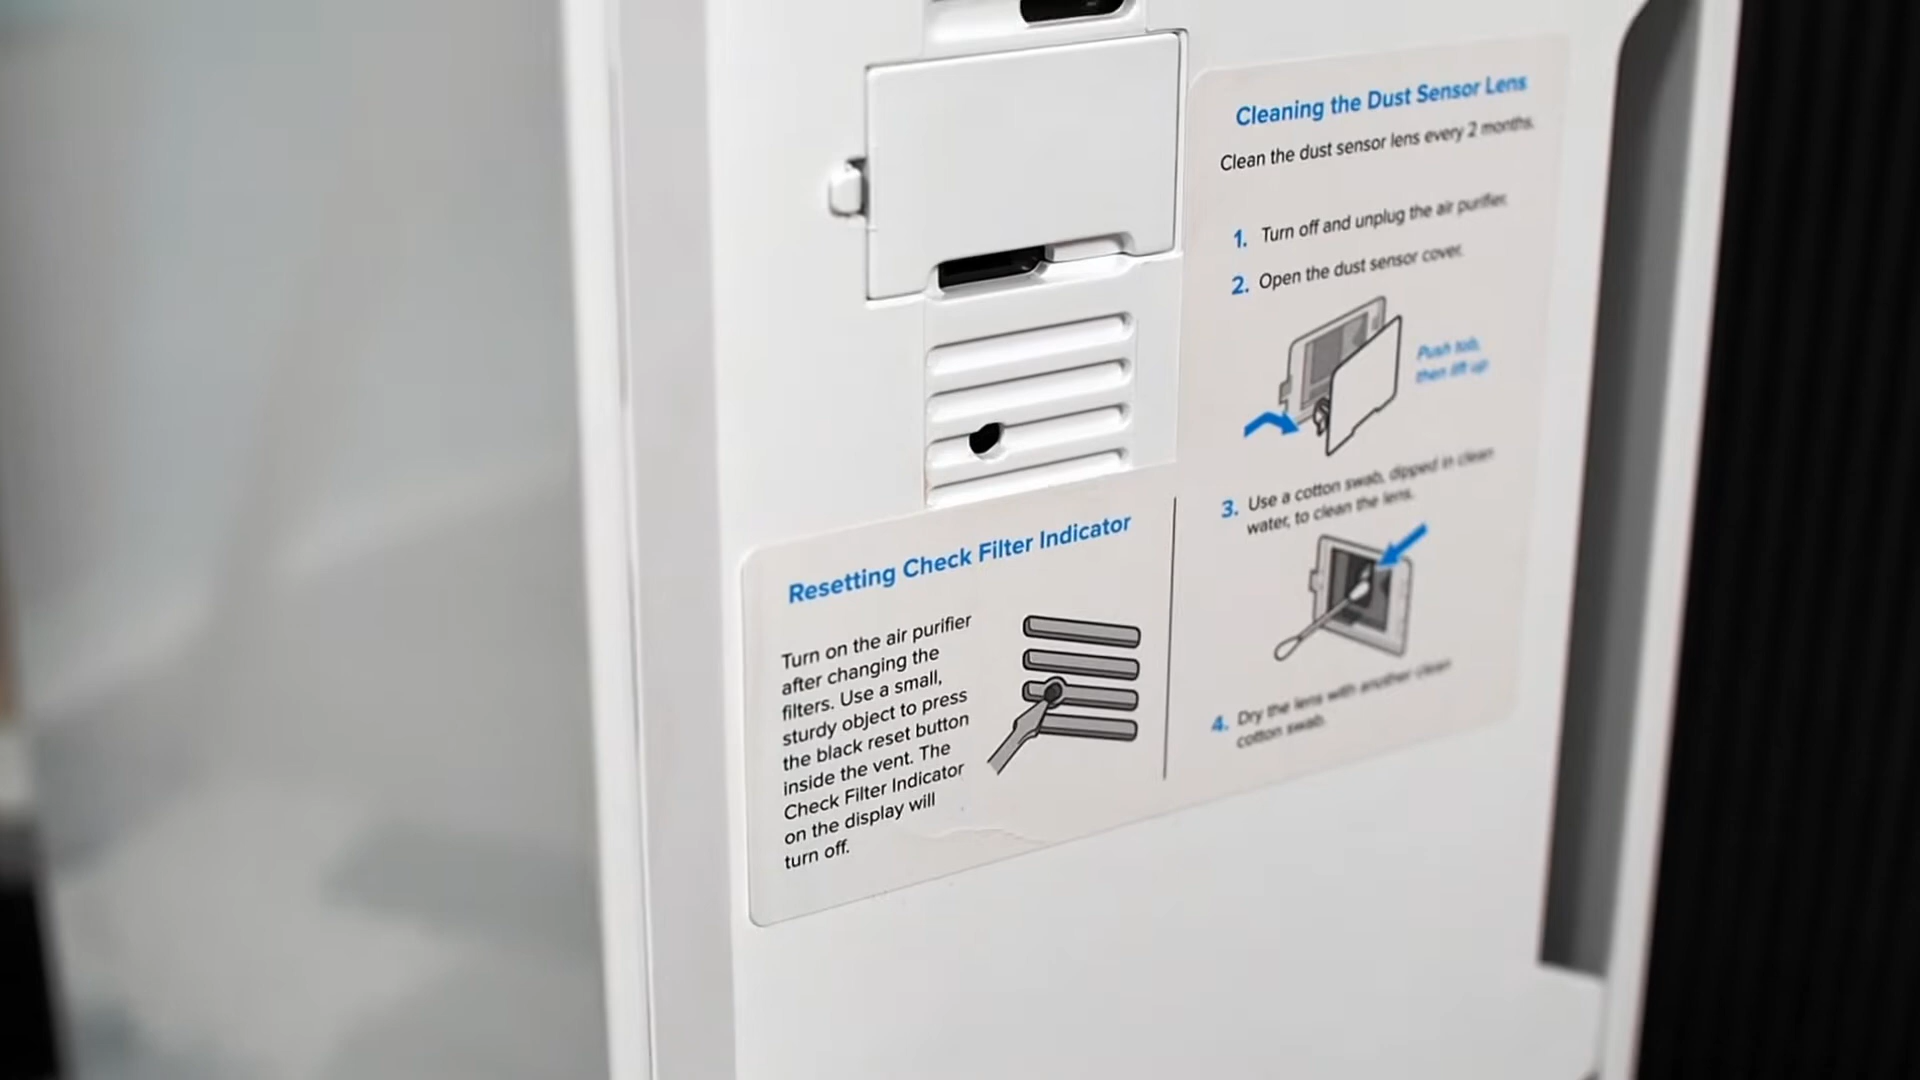 Cleaning the Dust Sensor Lens
Clean the dust sensor lens every 2 months.
1. Turn off and unplug the air purifier.
2. Open the dust sensor cover.
Push tab,
then lift up
3. Use a cotton swab, dipped in clean
water, to clean the lens.
4. Dry the lens with another clean
cotton swab.
Resetting Check Filter Indicator
Turn on the air purifier
after changing the
filters. Use a small,
sturdy object to press
the black reset button
inside the vent. The
Check Filter Indicator
on the display will
turn off.